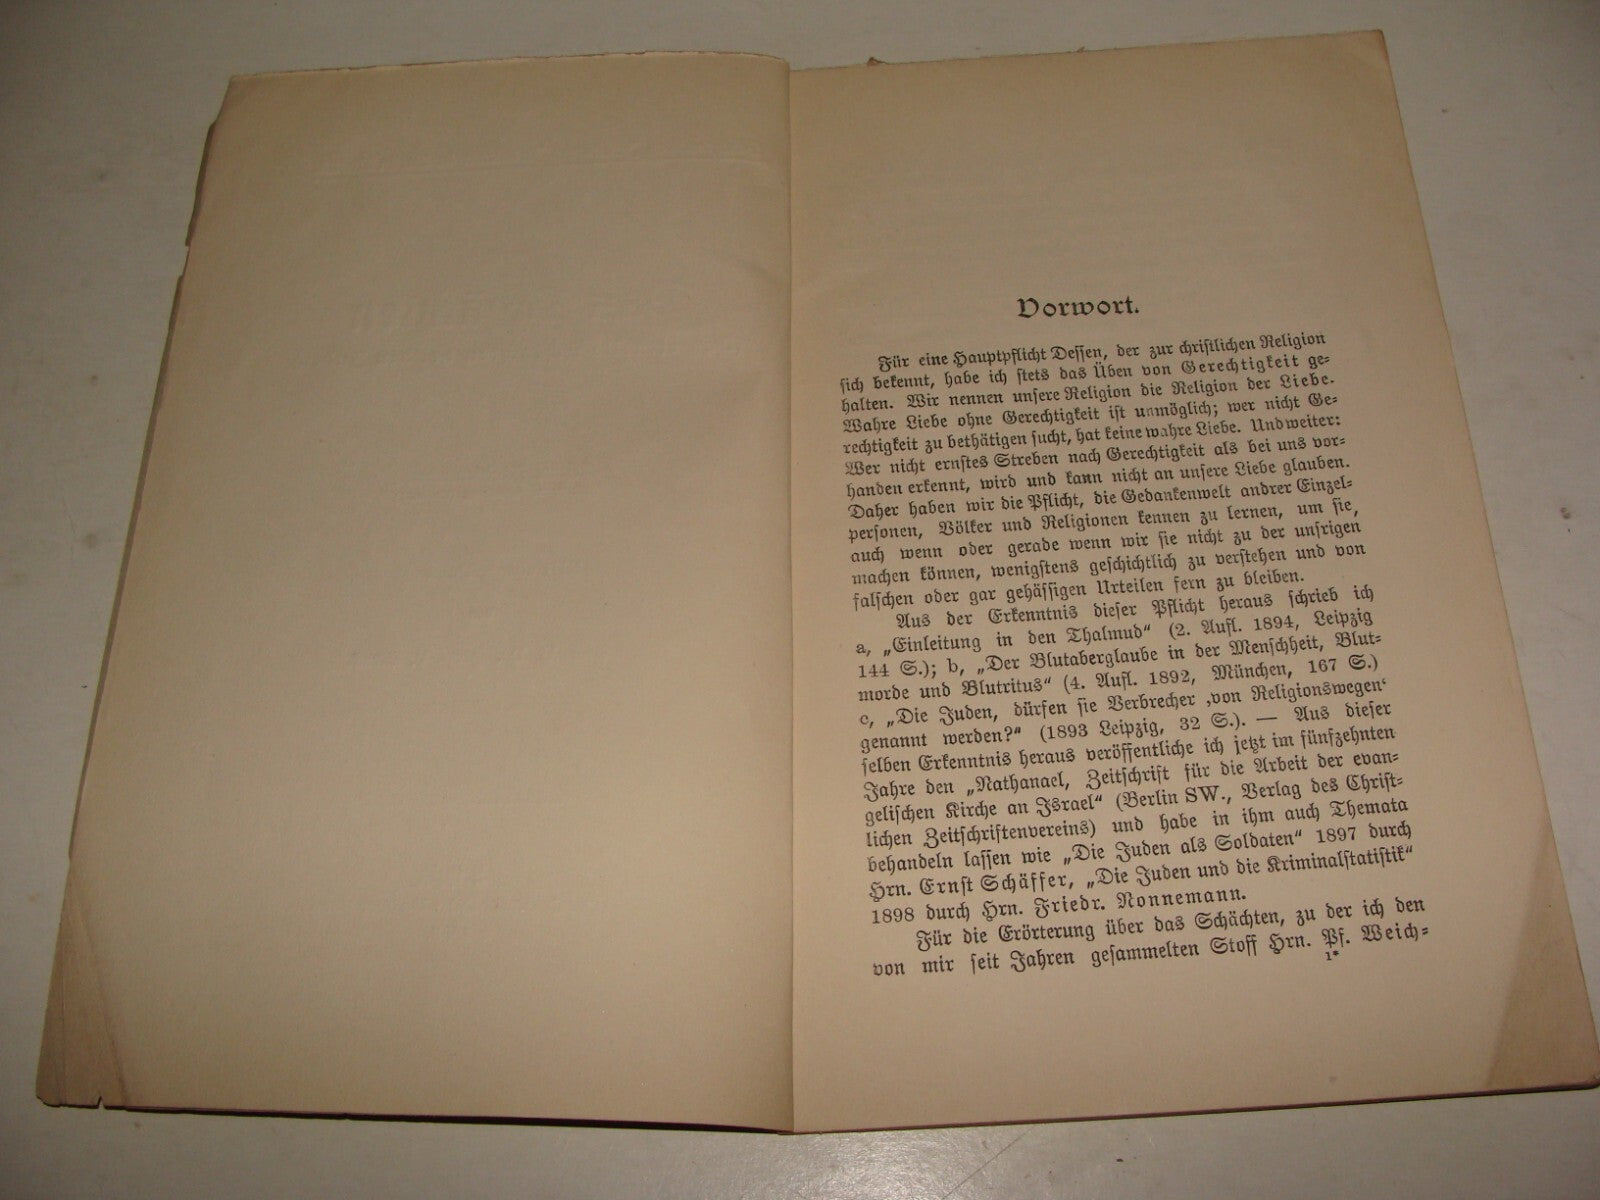 Vorwort.
Für eine Hauptpflicht Dessen, der zur christlichen Religion
sich bekennt, habe ich stets das Üben von Gerechtigkeit ge-
halten. Wir nennen unsere Religion die Religion der Liebe.
Wahre Liebe ohne Gerechtigkeit ist unmöglich; wer nicht Ge-
rechtigkeit zu bethätigen sucht, hat keine wahre Liebe. Und weiter:
Wer nicht ernstes Streben nach Gerechtigkeit als bei uns vor-
handen erkennt, wird und kann nicht an unsere Liebe glauben.
Daher haben wir die Pflicht, die Gedankenwelt andrer Einzel-
personen, Völker und Religionen kennen zu lernen, um sie,
auch wenn oder gerade wenn wir sie nicht zu der unsrigen
machen können, wenigstens geschichtlich zu verstehen und von
falschen oder gar gehässigen Urteilen fern zu bleiben.
Aus der Erkenntnis dieser Pflicht heraus schrieb ich
a, „Einleitung in den Thalmud“ (2. Aufl. 1894, Leipzig
144 S.); b, „Der Blutaberglaube in der Menschheit, Blut-
morde und Blutritus“ (4. Aufl. 1892, München, 167 S.)
c, „Die Juden, dürfen sie Verbrecher ‚von Religionswegen‘
genannt werden?“ (1893 Leipzig, 32 S.). — Aus dieser
selben Erkenntnis heraus veröffentliche ich jetzt im fünfzehnten
Jahre den „Nathanael, Zeitschrift für die Arbeit der evan-
gelischen Kirche an Israel“ (Berlin SW., Verlag des Christ-
lichen Zeitschriftenvereins) und habe in ihm auch Themata
behandeln lassen wie „Die Juden als Soldaten“ 1897 durch
Hrn. Ernst Schäffer, „Die Juden und die Kriminalstatistik“
1898 durch Hrn. Friedr. Nonnemann.
Für die Erörterung über das Schächten, zu der ich den
von mir seit Jahren gesammelten Stoff Hrn. Pf. Weich-
1*